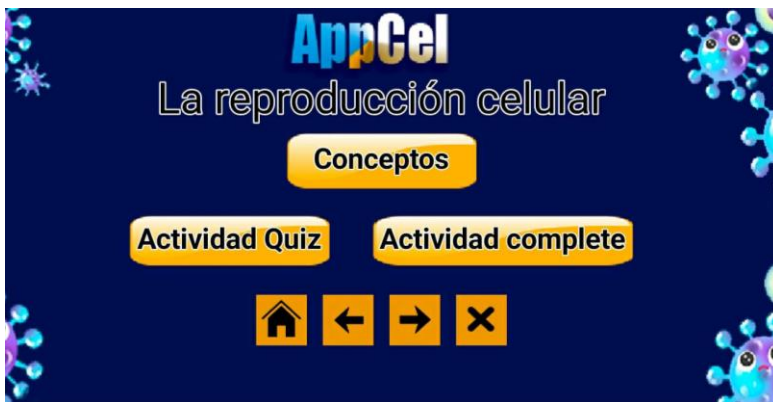 AppCel
La reproducción celular
Conceptos
Actividad Quiz
Actividad complete